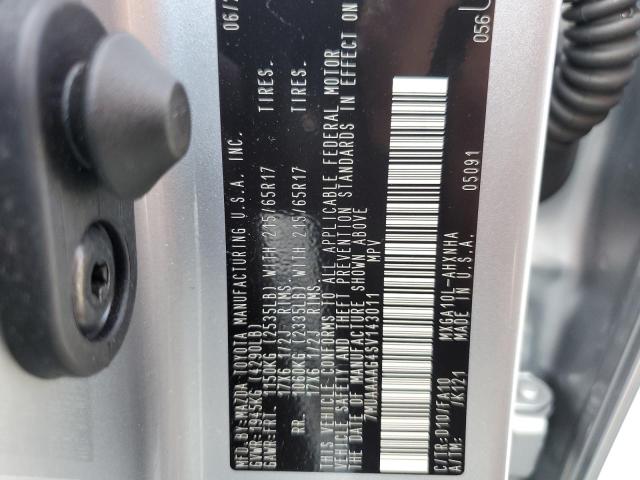 MFD BY:MAZDA TOYOTA MANUFACTURING U.S.A. INC. 06/
GVWR: 1945KG (4290LB)
GAWR:FRT. 1150KG (2535LB) WITH 215/65R17 TIRES.
17X6 1/2J RIMS
RR. 1060KG (2335LB) WITH 215/65R17 TIRES.
17X6 1/2J RIMS
THIS VEHICLE CONFORMS TO ALL APPLICABLE FEDERAL MOTOR
VEHICLE SAFETY AND THEFT PREVENTION STANDARDS IN EFFECT ON
THE DATE OF MANUFACTURE SHOWN ABOVE
7MUAAAAG4SV143011 MPV
05091 056
C/TR:D10/FA10 MXGA10L-AHXXHA
A/TM: /K121 MADE IN U.S.A.